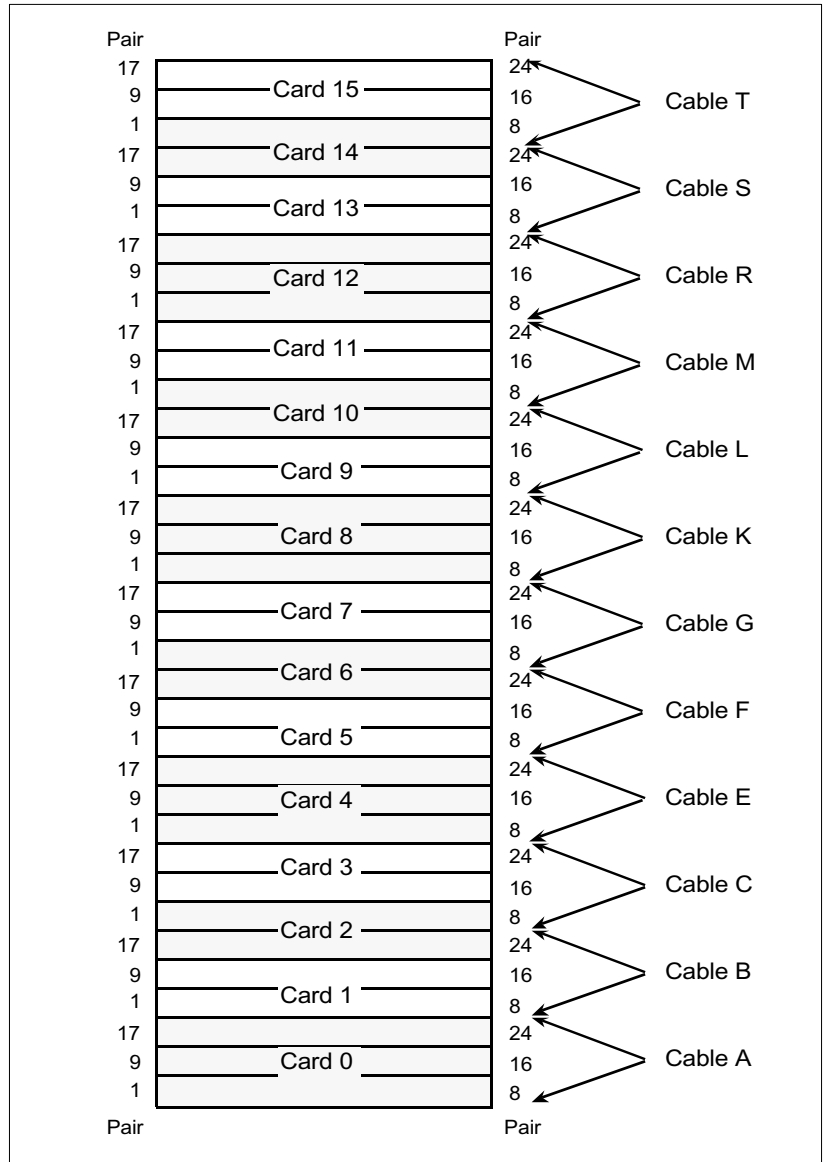 Pair Pair
17 24
Card 15
9 16 Cable T
1 8
17 Card 14 24
9 16 Cable S
1 Card 13 8
17 24
9 Card 12 16 Cable R
1 8
17 24
Card 11
9 16 Cable M
1 8
17 Card 10 24
9 16 Cable L
1 Card 9 8
17 24
9 Card 8 16 Cable K
1 8
17 24
Card 7
9 16 Cable G
1 8
17 Card 6 24
9 16 Cable F
1 Card 5 8
17 24
9 Card 4 16 Cable E
1 8
17 24
Card 3
9 16 Cable C
1 8
Card 2
17 24
9 16 Cable B
Card 1
1 8
17 24
9 Card 0 16 Cable A
1 8
Pair Pair